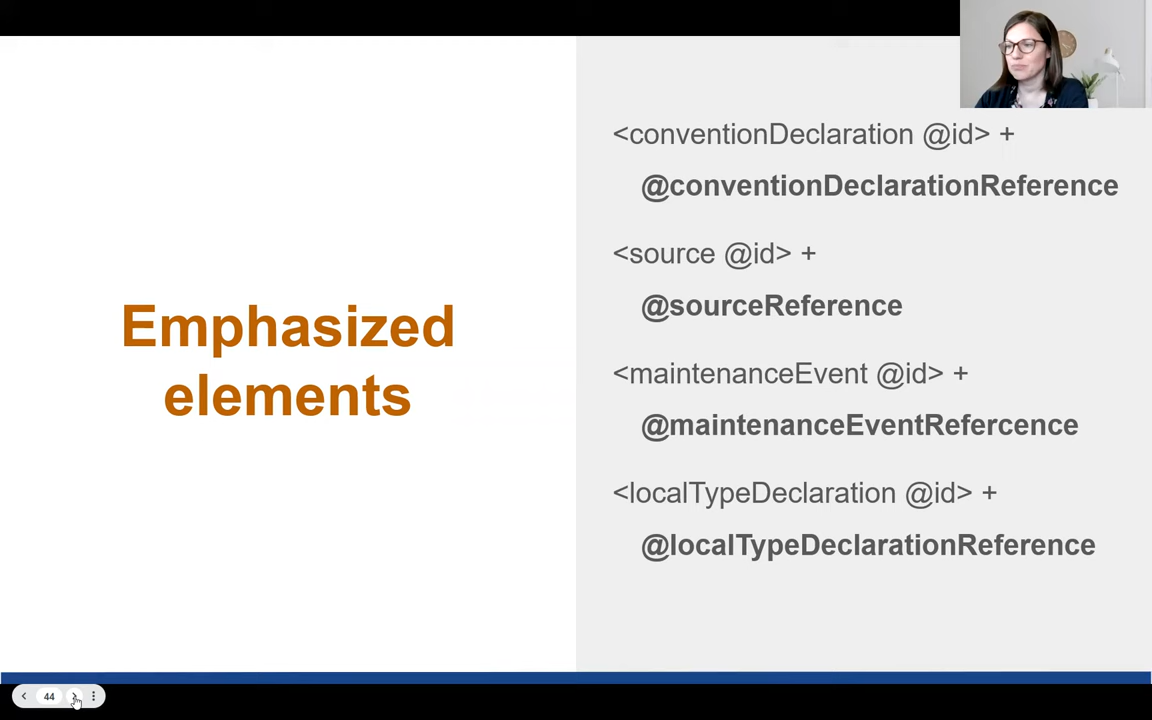 Emphasized
elements
<conventionDeclaration @id> +
@conventionDeclarationReference
<source @id> +
@sourceReference
<maintenanceEvent @id> +
@maintenanceEventRefercence
<localTypeDeclaration @id> +
@localTypeDeclarationReference
44